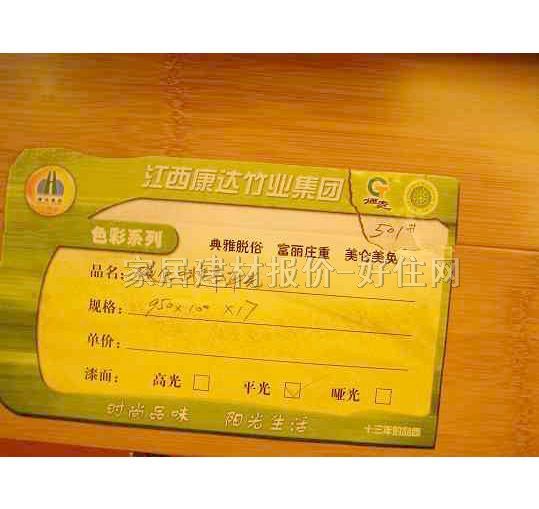 江西康达竹业集团
501#
色彩系列
典雅脱俗 富丽庄重 美仑美奂
品名:
家居建材报价-好住网
规格: 950×100×17
单价:
漆面: 高光 平光 哑光
时尚品味 阳光生活